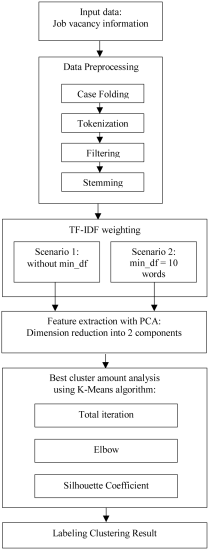 Input data:
Job vacancy information
Data Preprocessing
Case Folding
Tokenization
Filtering
Stemming
TF-IDF weighting
Scenario 1:
without min_df
Scenario 2:
min_df = 10
words
Feature extraction with PCA:
Dimension reduction into 2 components
Best cluster amount analysis
using K-Means algorithm:
Total iteration
Elbow
Silhouette Coefficient
Labeling Clustering Result